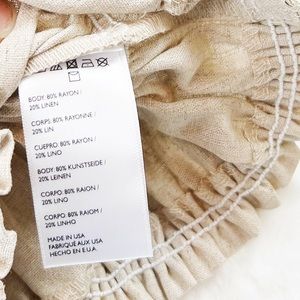 BODY: 80% RAYON /
20% LINEN
CORPS: 80% RAYONNE /
20% LIN
CUEPRO: 80% RAYON /
20% LINO
BODY: 80% KUNSTSEIDE /
20% LEINEN
CORPO: 80% RAION /
20% LINO
CORPO: 80% RAIOM /
20% LINHO
MADE IN USA
FABRIQUÉ AUX USA
HECHO EN E.U.A.